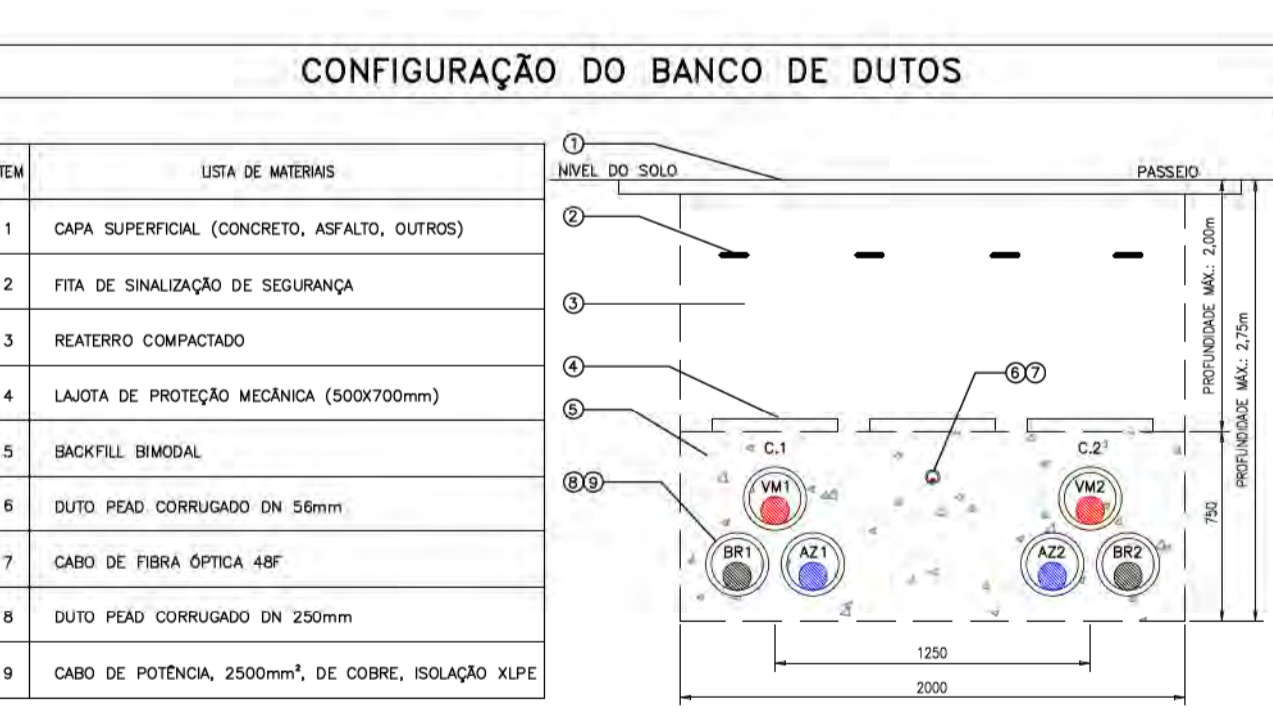 CONFIGURAÇÃO DO BANCO DE DUTOS
TEM LISTA DE MATERIAIS
1 CAPA SUPERFICIAL (CONCRETO, ASFALTO, OUTROS)
2 FITA DE SINALIZAÇÃO DE SEGURANÇA
3 REATERRO COMPACTADO
4 LAJOTA DE PROTEÇÃO MECÂNICA (500X700mm)
5 BACKFILL BIMODAL
6 DUTO PEAD CORRUGADO DN 56mm
7 CABO DE FIBRA ÓPTICA 48F
8 DUTO PEAD CORRUGADO DN 250mm
9 CABO DE POTÊNCIA, 2500mm², DE COBRE, ISOLAÇÃO XLPE
1
NIVEL DO SOLO
PASSEIO
2
3
4
6 7
5
C.1
C.2
8 9
VM1
VM2
BR1
AZ1
AZ2
BR2
PROFUNDIDADE MÁX.: 2,00m
750
PROFUNDIDADE MÁX.: 2,75m
1250
2000